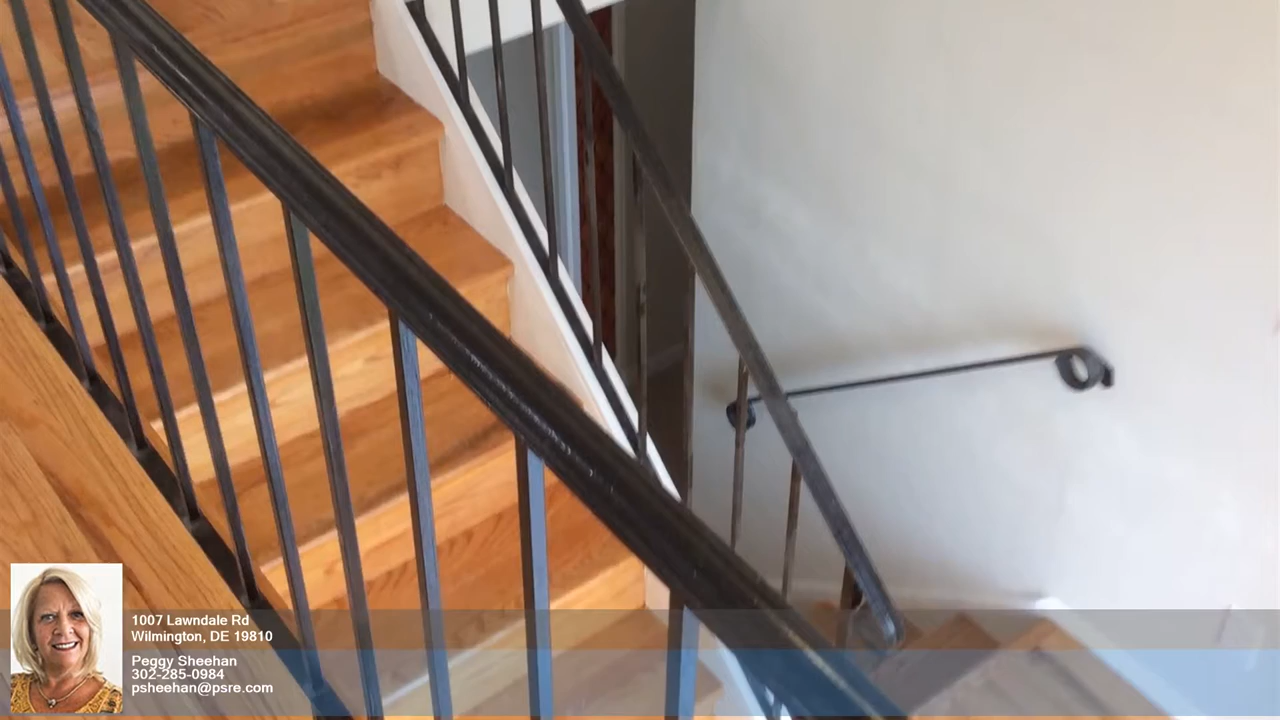 1007 Lawndale Rd
Wilmington, DE 19810
Peggy Sheehan
302-285-0984
psheehan@psre.com